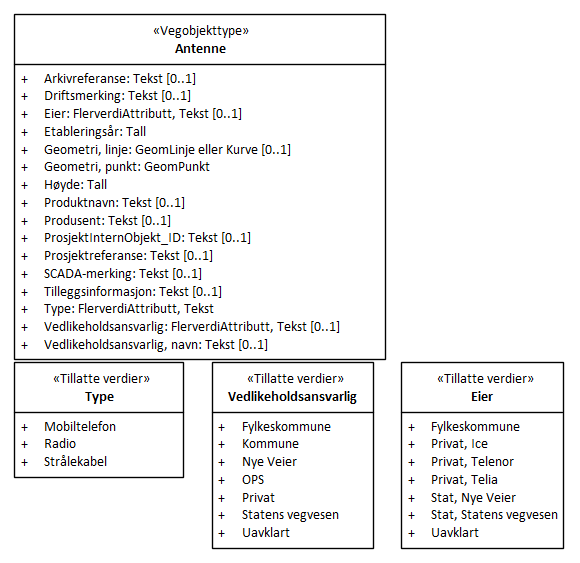 «Vegobjekttype»
Antenne
+ Arkivreferanse: Tekst [0..1]
+ Driftsmerking: Tekst [0..1]
+ Eier: FlerverdiAttributt, Tekst [0..1]
+ Etableringsår: Tall
+ Geometri, linje: GeomLinje eller Kurve [0..1]
+ Geometri, punkt: GeomPunkt
+ Høyde: Tall
+ Produktnavn: Tekst [0..1]
+ Produsent: Tekst [0..1]
+ ProsjektInternObjekt_ID: Tekst [0..1]
+ Prosjektreferanse: Tekst [0..1]
+ SCADA-merking: Tekst [0..1]
+ Tilleggsinformasjon: Tekst [0..1]
+ Type: FlerverdiAttributt, Tekst
+ Vedlikeholdsansvarlig: FlerverdiAttributt, Tekst [0..1]
+ Vedlikeholdsansvarlig, navn: Tekst [0..1]
«Tillatte verdier»
Type
+ Mobiltelefon
+ Radio
+ Strålekabel
«Tillatte verdier»
Vedlikeholdsansvarlig
+ Fylkeskommune
+ Kommune
+ Nye Veier
+ OPS
+ Privat
+ Statens vegvesen
+ Uavklart
«Tillatte verdier»
Eier
+ Fylkeskommune
+ Privat, Ice
+ Privat, Telenor
+ Privat, Telia
+ Stat, Nye Veier
+ Stat, Statens vegvesen
+ Uavklart